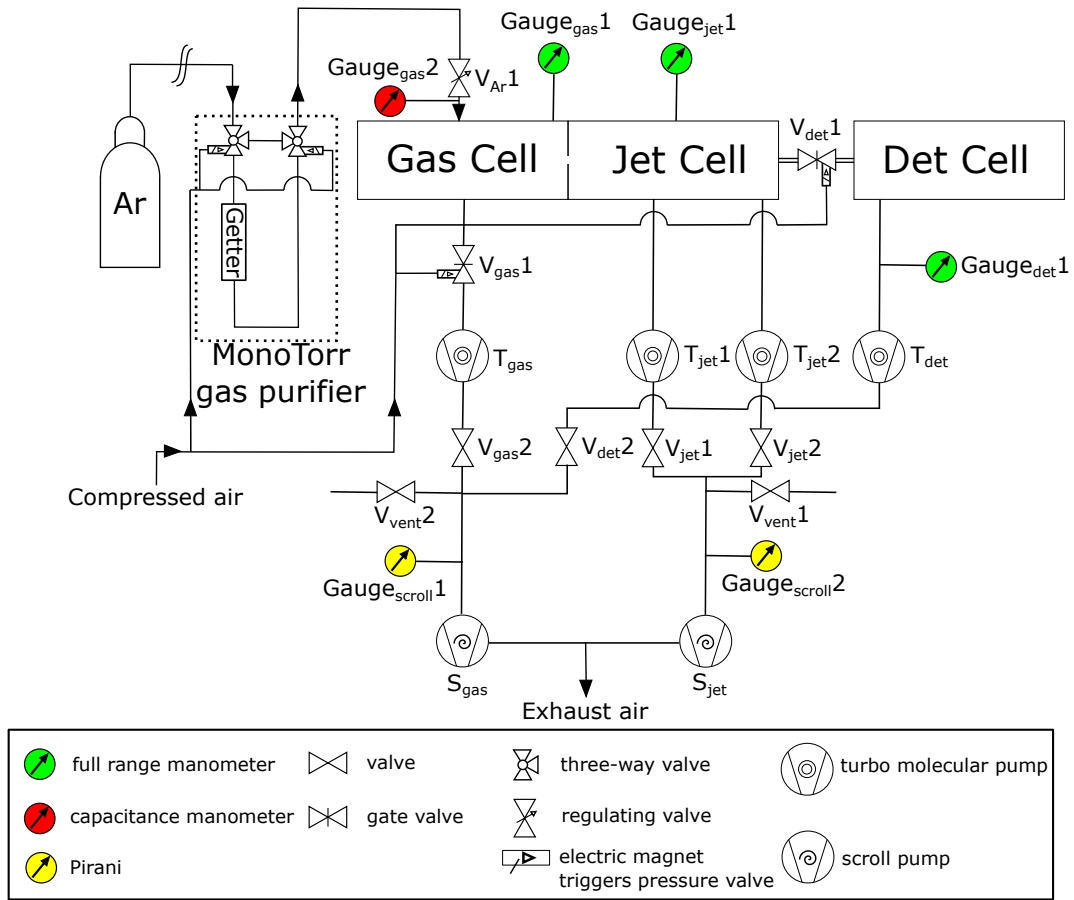 Gauge_gas1
Gauge_jet1
Gauge_gas2
V_Ar1
V_det1
Gas Cell
Jet Cell
Det Cell
Ar
Getter
V_gas1
Gauge_det1
MonoTorr
gas purifier
T_gas
T_jet1
T_jet2
T_det
V_gas2
V_det2
V_jet1
V_jet2
Compressed air
V_vent2
V_vent1
Gauge_scroll1
Gauge_scroll2
S_gas
S_jet
Exhaust air
full range manometer
valve
three-way valve
turbo molecular pump
capacitance manometer
gate valve
regulating valve
Pirani
electric magnet
triggers pressure valve
scroll pump